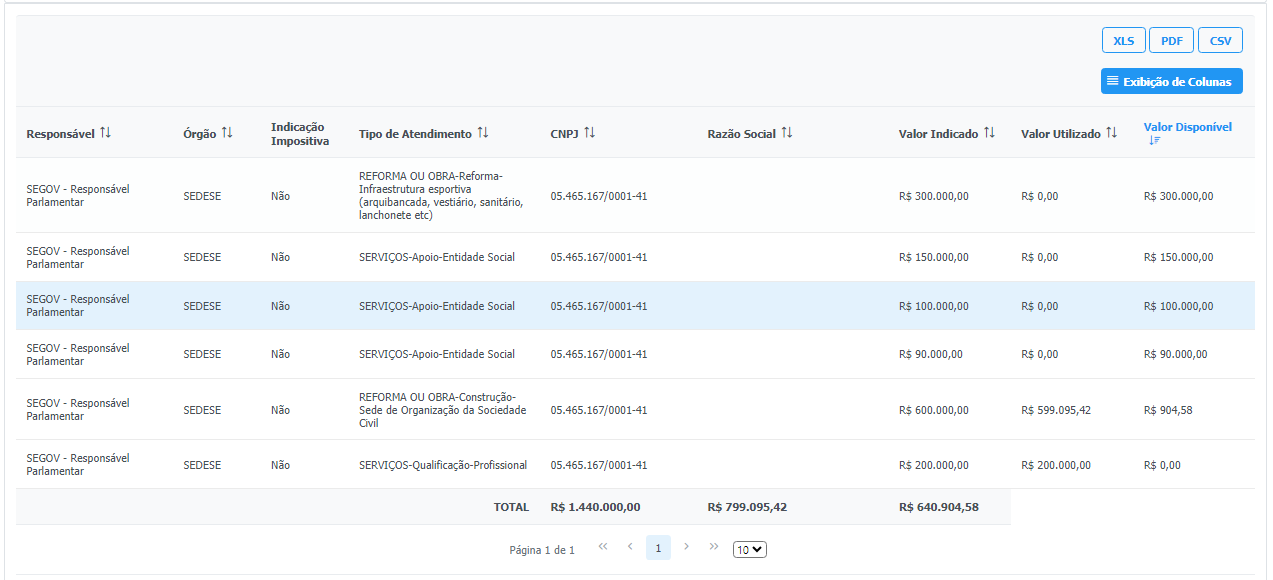 XLS PDF CSV
Exibição de Colunas
Responsável Órgão Indicação Impositiva Tipo de Atendimento CNPJ Razão Social Valor Indicado Valor Utilizado Valor Disponível
SEGOV - Responsável Parlamentar SEDESE Não REFORMA OU OBRA-Reforma-Infraestrutura esportiva (arquibancada, vestiário, sanitário, lanchonete etc) 05.465.167/0001-41 R$ 300.000,00 R$ 0,00 R$ 300.000,00
SEGOV - Responsável Parlamentar SEDESE Não SERVIÇOS-Apoio-Entidade Social 05.465.167/0001-41 R$ 150.000,00 R$ 0,00 R$ 150.000,00
SEGOV - Responsável Parlamentar SEDESE Não SERVIÇOS-Apoio-Entidade Social 05.465.167/0001-41 R$ 100.000,00 R$ 0,00 R$ 100.000,00
SEGOV - Responsável Parlamentar SEDESE Não SERVIÇOS-Apoio-Entidade Social 05.465.167/0001-41 R$ 90.000,00 R$ 0,00 R$ 90.000,00
SEGOV - Responsável Parlamentar SEDESE Não REFORMA OU OBRA-Construção-Sede de Organização da Sociedade Civil 05.465.167/0001-41 R$ 600.000,00 R$ 599.095,42 R$ 904,58
SEGOV - Responsável Parlamentar SEDESE Não SERVIÇOS-Qualificação-Profissional 05.465.167/0001-41 R$ 200.000,00 R$ 200.000,00 R$ 0,00
TOTAL R$ 1.440.000,00 R$ 799.095,42 R$ 640.904,58
Página 1 de 1 « ‹ 1 › » 10